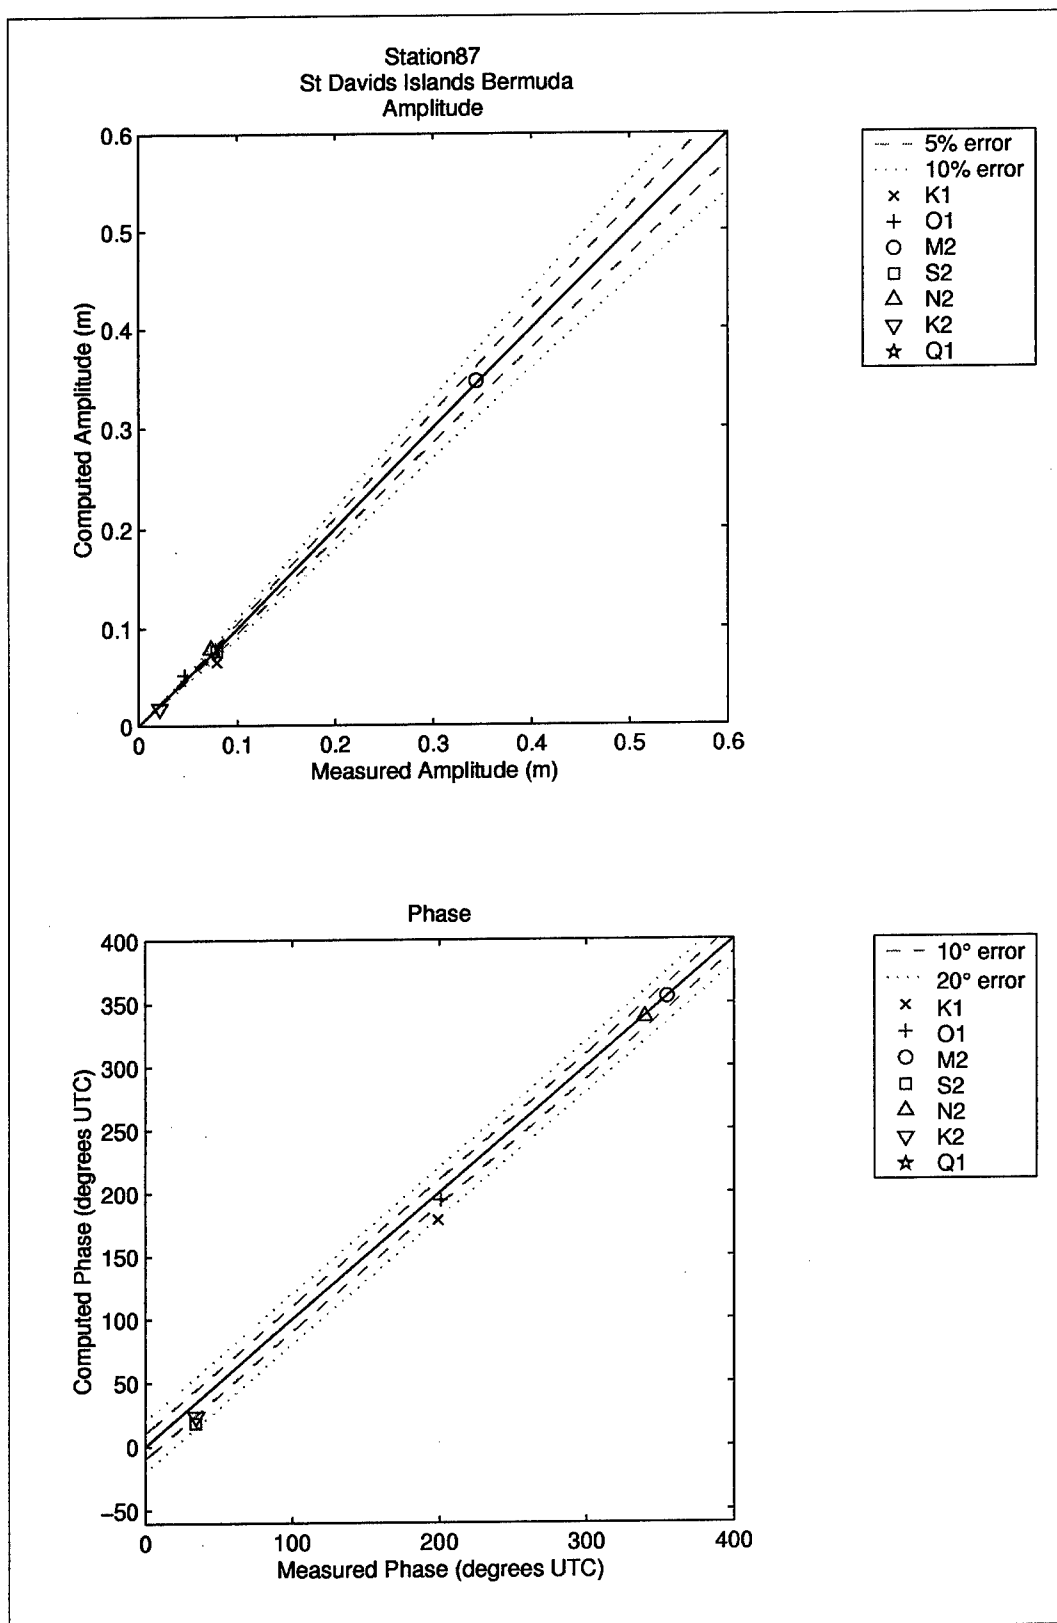 Station87
St Davids Islands Bermuda
Amplitude
0.6
0.5
0.4
0.3
0.2
0.1
0
Computed Amplitude (m)
0 0.1 0.2 0.3 0.4 0.5 0.6
Measured Amplitude (m)
5% error
10% error
K1
O1
M2
S2
N2
K2
Q1
Phase
400
350
300
250
200
150
100
50
0
-50
Computed Phase (degrees UTC)
0 100 200 300 400
Measured Phase (degrees UTC)
10° error
20° error
K1
O1
M2
S2
N2
K2
Q1